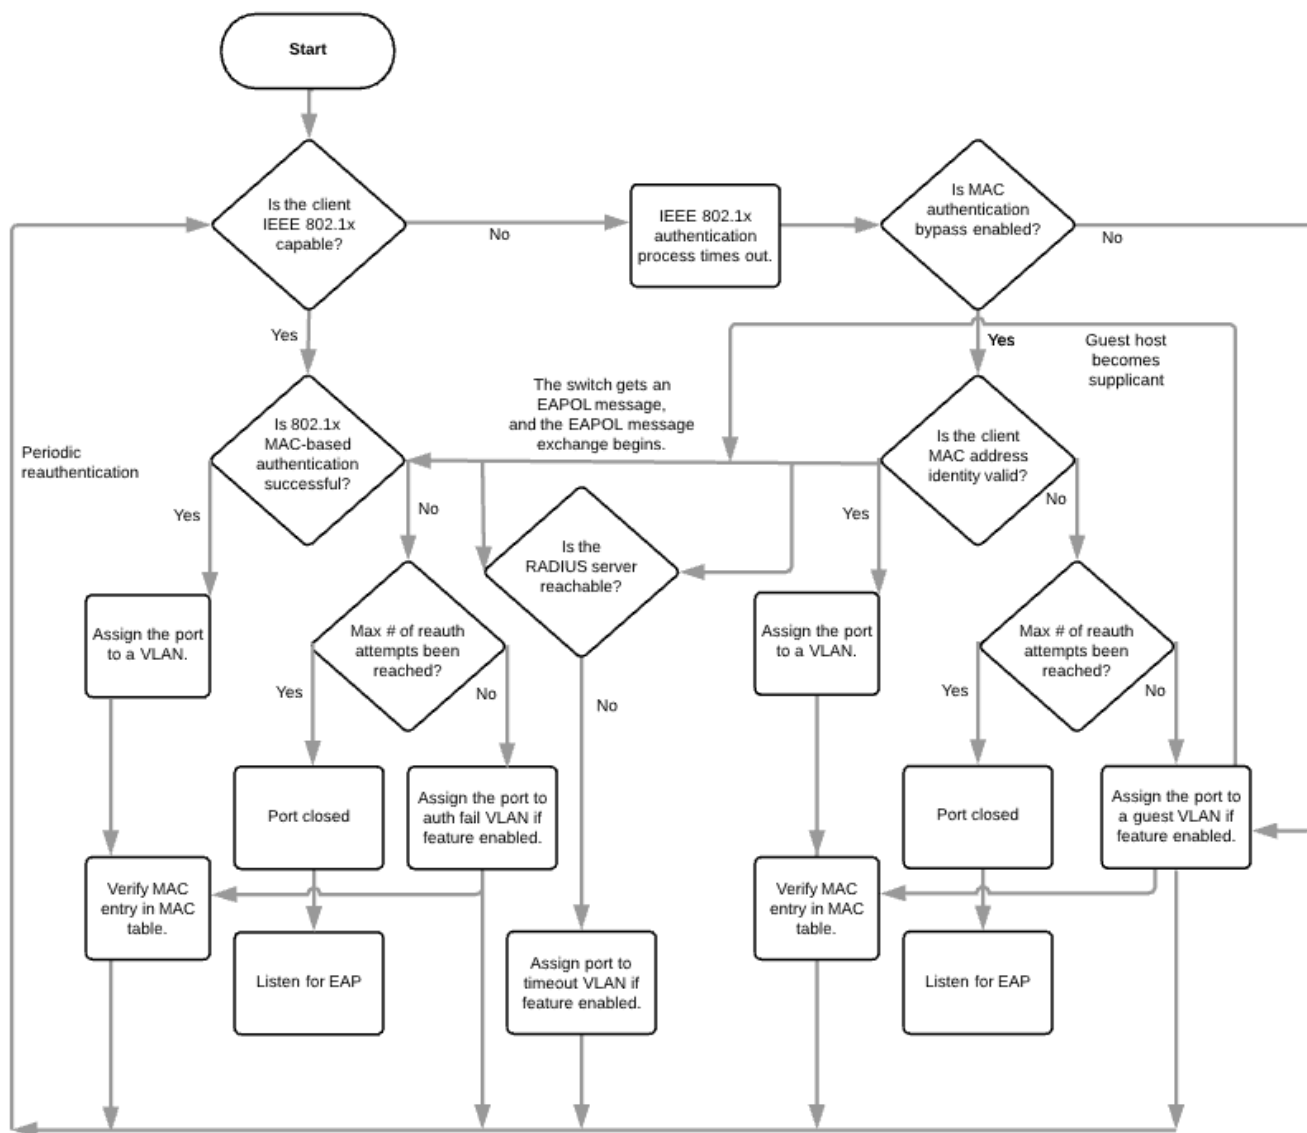 Start
Is the client
IEEE 802.1x
capable?
No
IEEE 802.1x
authentication
process times out.
Is MAC
authentication
bypass enabled?
No
Yes
Yes
Guest host
becomes
supplicant
The switch gets an
EAPOL message,
and the EAPOL message
exchange begins.
Periodic
reauthentication
Is 802.1x
MAC-based
authentication
successful?
Yes
No
Is the client
MAC address
identity valid?
Yes
No
Is the
RADIUS server
reachable?
No
Assign the port
to a VLAN.
Max # of reauth
attempts been
reached?
Yes
No
Assign the port
to a VLAN.
Max # of reauth
attempts been
reached?
Yes
No
Port closed
Assign the port to
auth fail VLAN if
feature enabled.
Port closed
Assign the port to
a guest VLAN if
feature enabled.
Verify MAC
entry in MAC
table.
Listen for EAP
Assign port to
timeout VLAN if
feature enabled.
Verify MAC
entry in MAC
table.
Listen for EAP